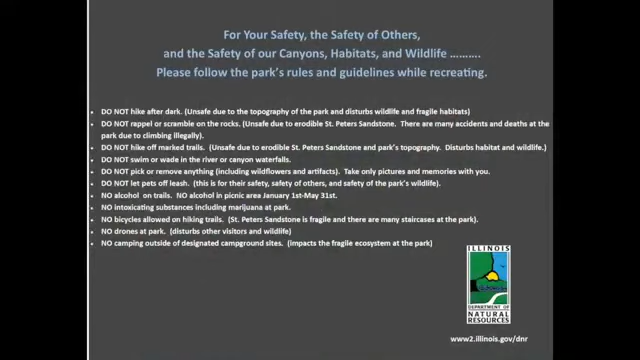 For Your Safety, the Safety of Others,
and the Safety of our Canyons, Habitats, and Wildlife ..........
Please follow the park's rules and guidelines while recreating.
• DO NOT hike after dark. (Unsafe due to the topography of the park and disturbs wildlife and fragile habitats)
• DO NOT rappel or scramble on the rocks. (Unsafe due to erodible St. Peters Sandstone. There are many accidents and deaths at the
park due to climbing illegally).
• DO NOT hike off marked trails. (Unsafe due to erodible St. Peters Sandstone and park's topography. Disturbs habitat and wildlife.)
• DO NOT swim or wade in the river or canyon waterfalls.
• DO NOT pick or remove anything (including wildflowers and artifacts). Take only pictures and memories with you.
• DO NOT let pets off leash. (this is for their safety, safety of others, and safety of the park's wildlife).
• NO alcohol on trails. NO alcohol in picnic area January 1st-May 31st.
• NO intoxicating substances including marijuana at park.
• NO bicycles allowed on hiking trails. (St. Peters Sandstone is fragile and there are many staircases at the park).
• NO drones at park. (disturbs other visitors and wildlife)
• NO camping outside of designated campground sites. (impacts the fragile ecosystem at the park)
ILLINOIS
DEPARTMENT OF
NATURAL
RESOURCES
www2.illinois.gov/dnr